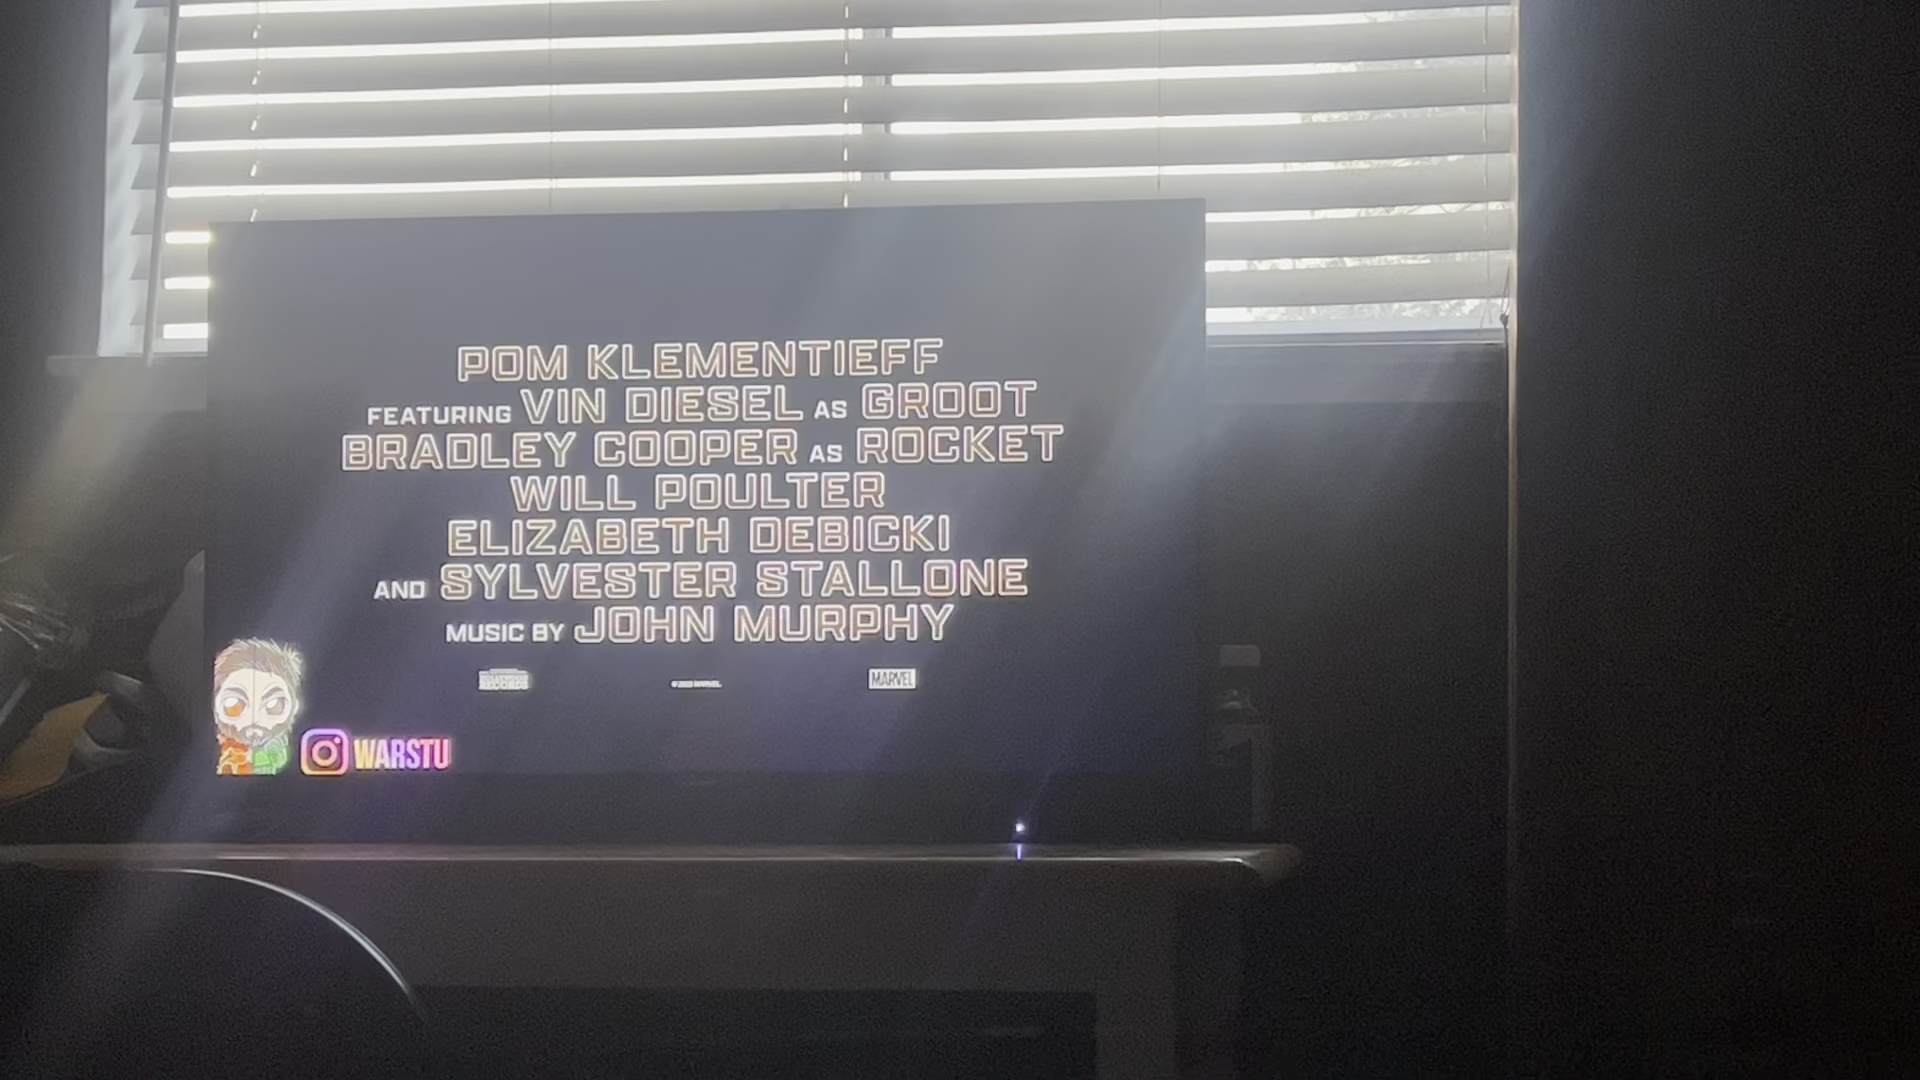 POM KLEMENTIEFF
FEATURING VIN DIESEL AS GROOT
BRADLEY COOPER AS ROCKET
WILL POULTER
ELIZABETH DEBICKI
AND SYLVESTER STALLONE
MUSIC BY JOHN MURPHY
MARVEL
WARSTU